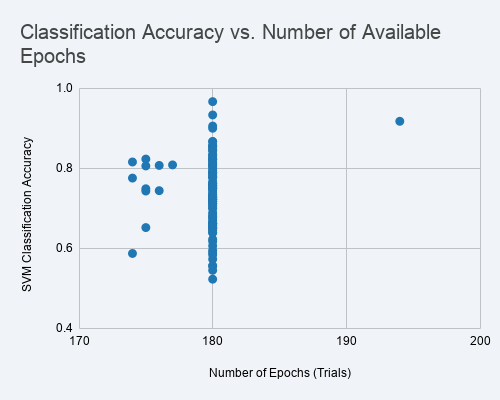 Classification Accuracy vs. Number of Available
Epochs
1.0
0.8
0.6
0.4
SVM Classification Accuracy
170
180
190
200
Number of Epochs (Trials)